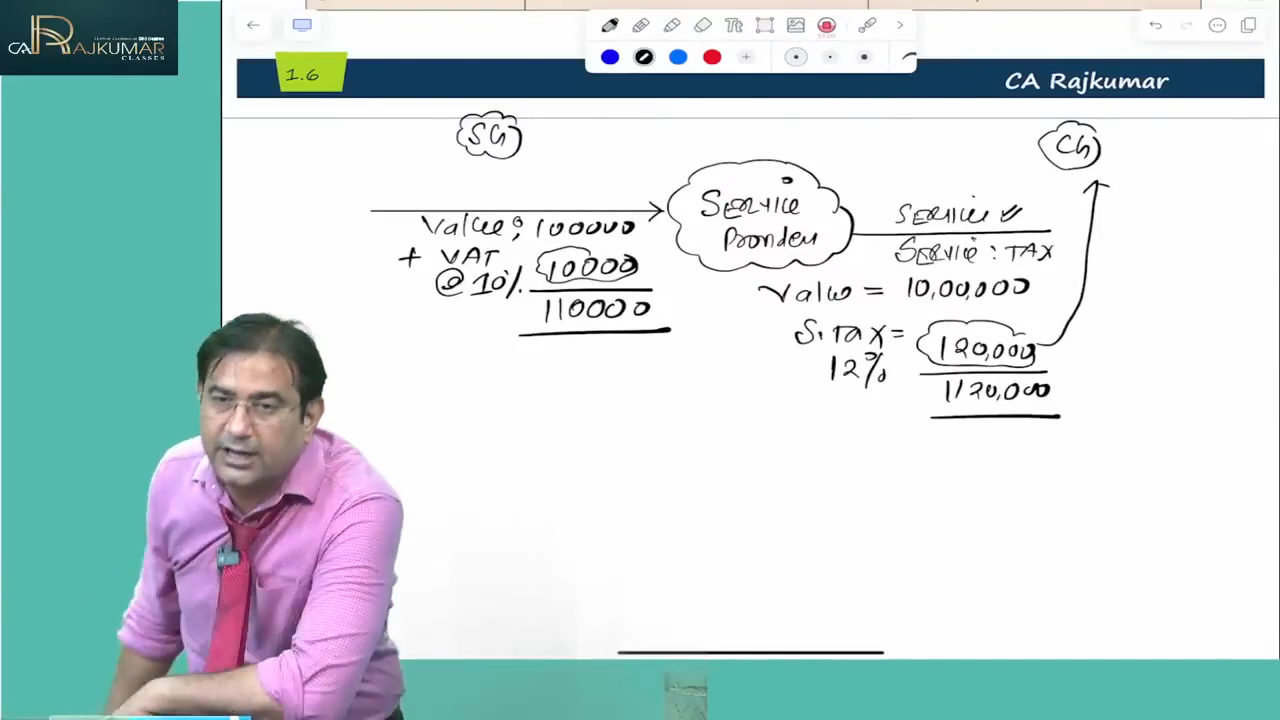 CA RAJKUMAR
CLASSES
Tt
1.6
CA Rajkumar
SG
CG
SERVICE
Provider
Value: 100000
+ VAT
@ 10%
10000
110000
SERVICE
SERVICE: TAX
Value = 10,00,000
S.TAX =
12%
120,000
1120,000